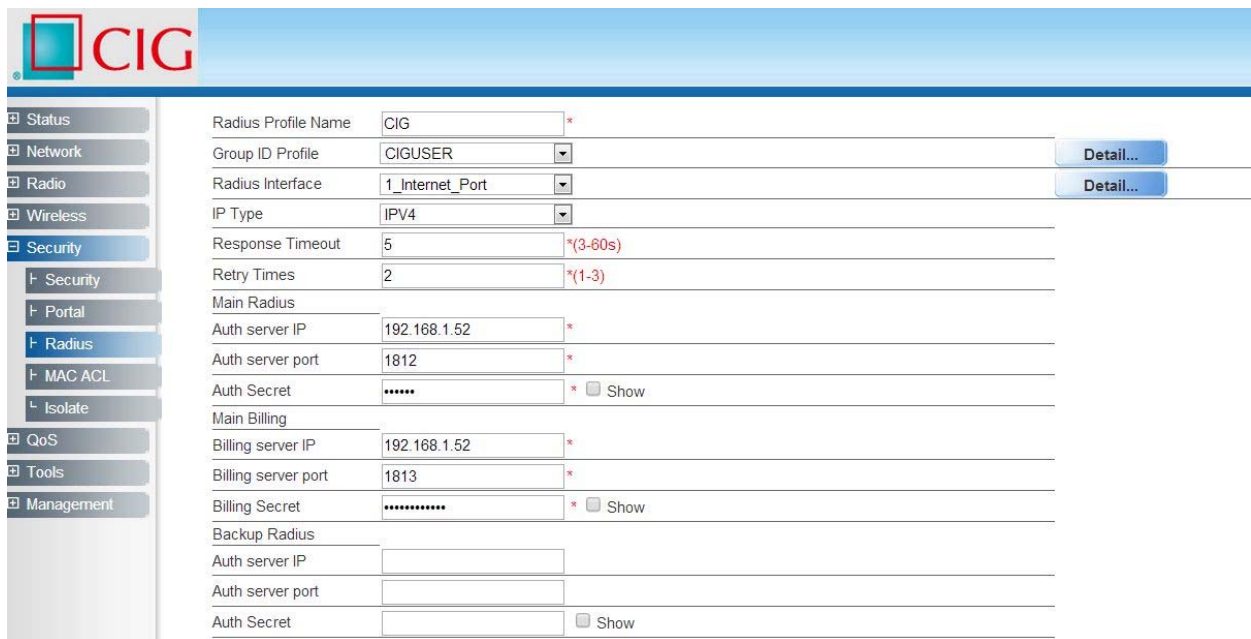 CIG
®
Status
Network
Radio
Wireless
Security
Security
Portal
Radius
MAC ACL
Isolate
QoS
Tools
Management
Radius Profile Name CIG *
Group ID Profile CIGUSER Detail...
Radius Interface 1_Internet_Port Detail...
IP Type IPV4
Response Timeout 5 *(3-60s)
Retry Times 2 *(1-3)
Main Radius
Auth server IP 192.168.1.52 *
Auth server port 1812 *
Auth Secret •••••• * Show
Main Billing
Billing server IP 192.168.1.52 *
Billing server port 1813 *
Billing Secret •••••••••••• * Show
Backup Radius
Auth server IP
Auth server port
Auth Secret Show